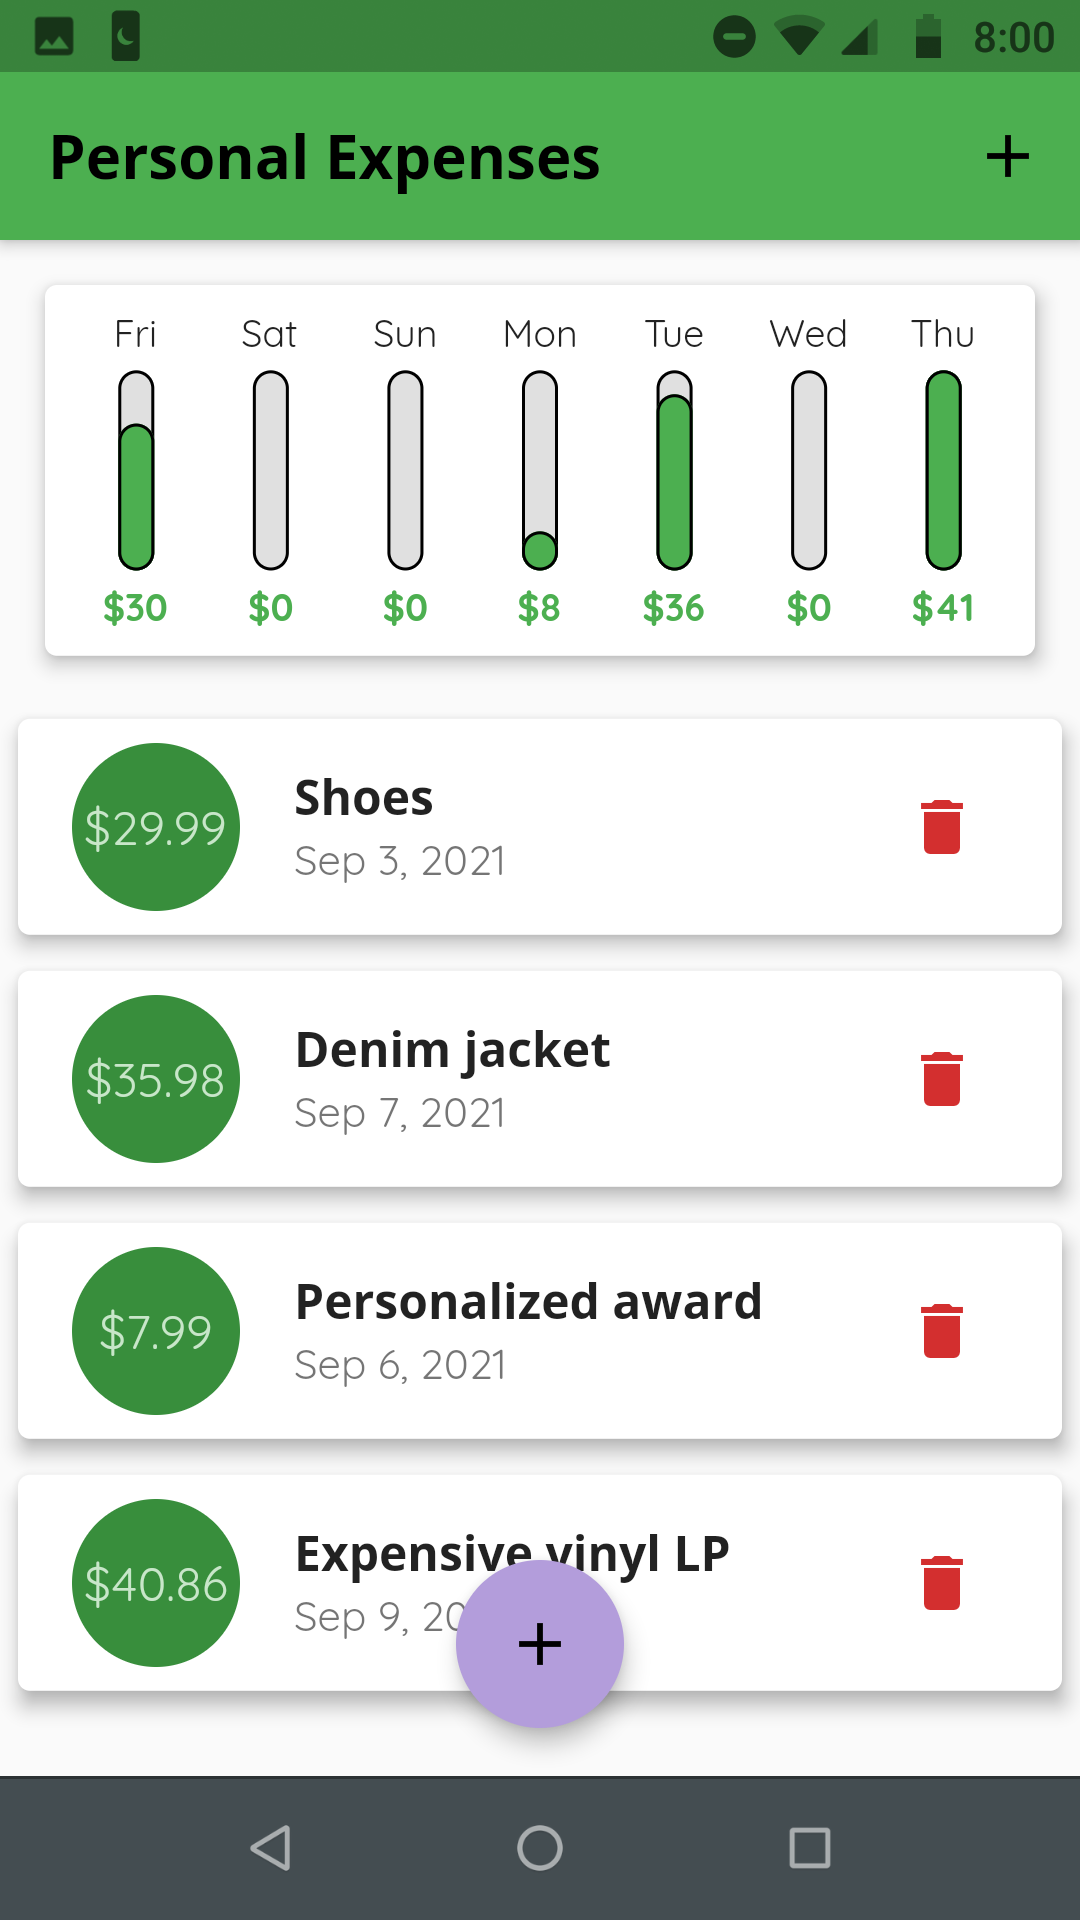 8:00
Personal Expenses
Fri Sat Sun Mon Tue Wed Thu
$30 $0 $0 $8 $36 $0 $41
$29.99
Shoes
Sep 3, 2021
$35.98
Denim jacket
Sep 7, 2021
$7.99
Personalized award
Sep 6, 2021
$40.86
Expensive vinyl LP
Sep 9, 20